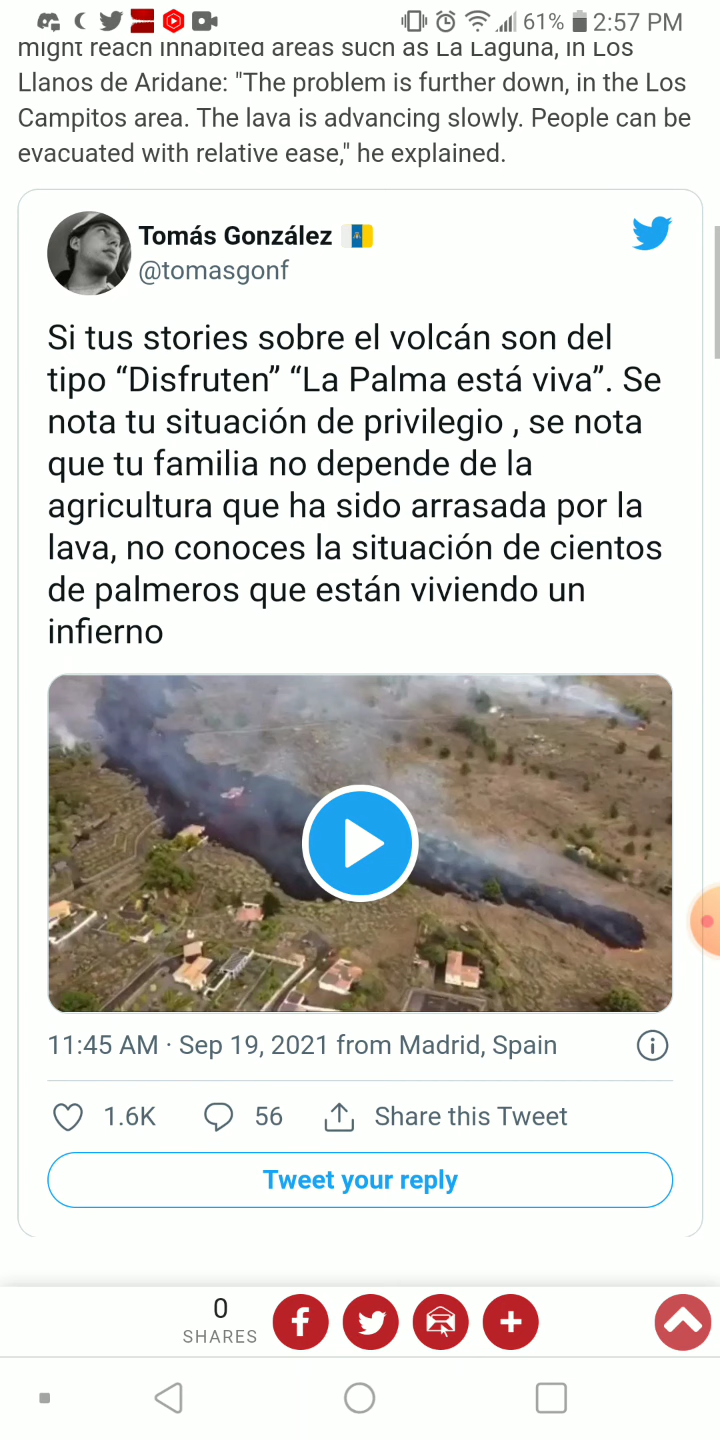 61% 2:57 PM
might reach inhabited areas such as La Laguna, in Los
Llanos de Aridane: "The problem is further down, in the Los
Campitos area. The lava is advancing slowly. People can be
evacuated with relative ease," he explained.
Tomás González 🇮🇨
@tomasgonf
Si tus stories sobre el volcán son del
tipo “Disfruten” “La Palma está viva”. Se
nota tu situación de privilegio , se nota
que tu familia no depende de la
agricultura que ha sido arrasada por la
lava, no conoces la situación de cientos
de palmeros que están viviendo un
infierno
11:45 AM · Sep 19, 2021 from Madrid, Spain
1.6K 56 Share this Tweet
Tweet your reply
0
SHARES